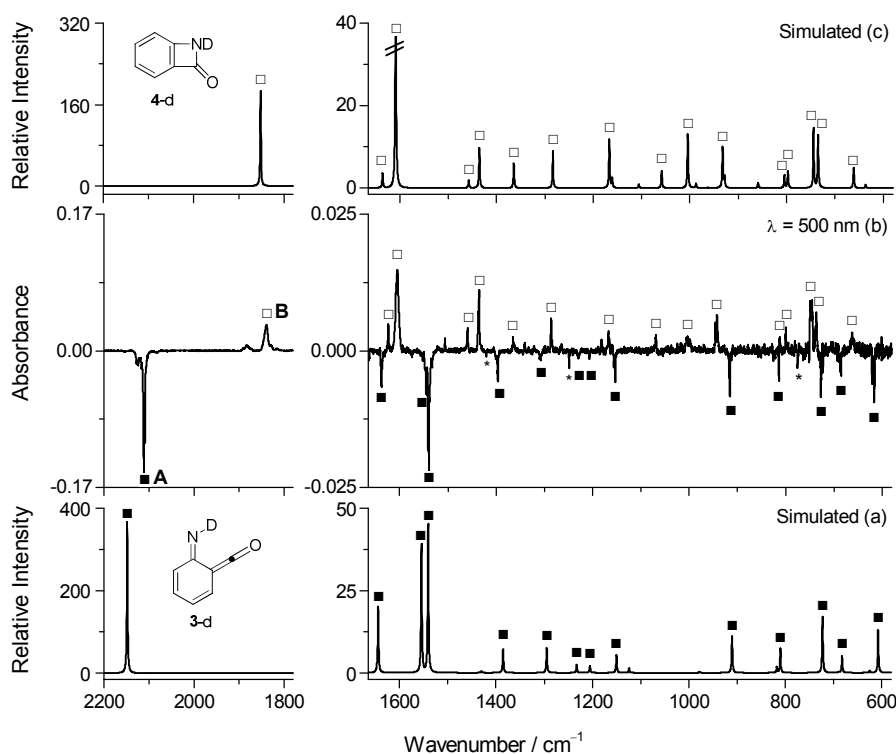 Relative Intensity
320
160
0
ND
O
4-d
□
40
20
0
Simulated (c)
□ □ □ □ □ □ □ □ □ □ □ □ □ □ □ □
Absorbance
0.17
0.00
-0.17
□ B
■ A
0.025
0.000
-0.025
λ = 500 nm (b)
□ □ □ □ □ □ □ □ □ □ □ □ □ □ □
■ ■ ■ ■ ■ * * ■ ■ ■ ■ ■ * ■ ■ ■
Relative Intensity
400
200
0
■
N D
O
3-d
50
25
0
Simulated (a)
■ ■ ■ ■ ■ ■ ■ ■ ■ ■ ■ ■ ■
2200 2000 1800
1600 1400 1200 1000 800 600
Wavenumber / cm⁻¹